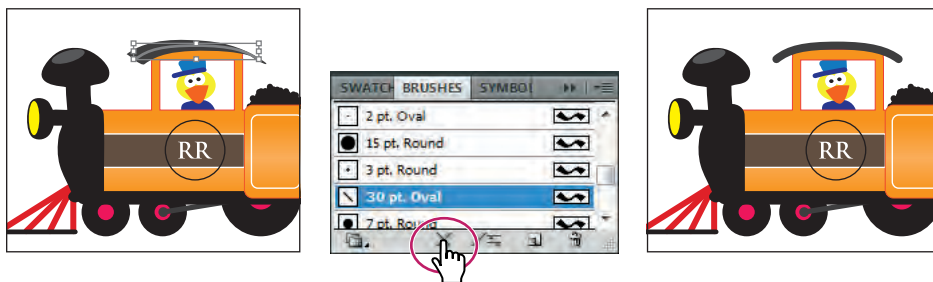 RR
SWATCH BRUSHES SYMBOL
2 pt. Oval
15 pt. Round
3 pt. Round
30 pt. Oval
7 pt. Round
RR